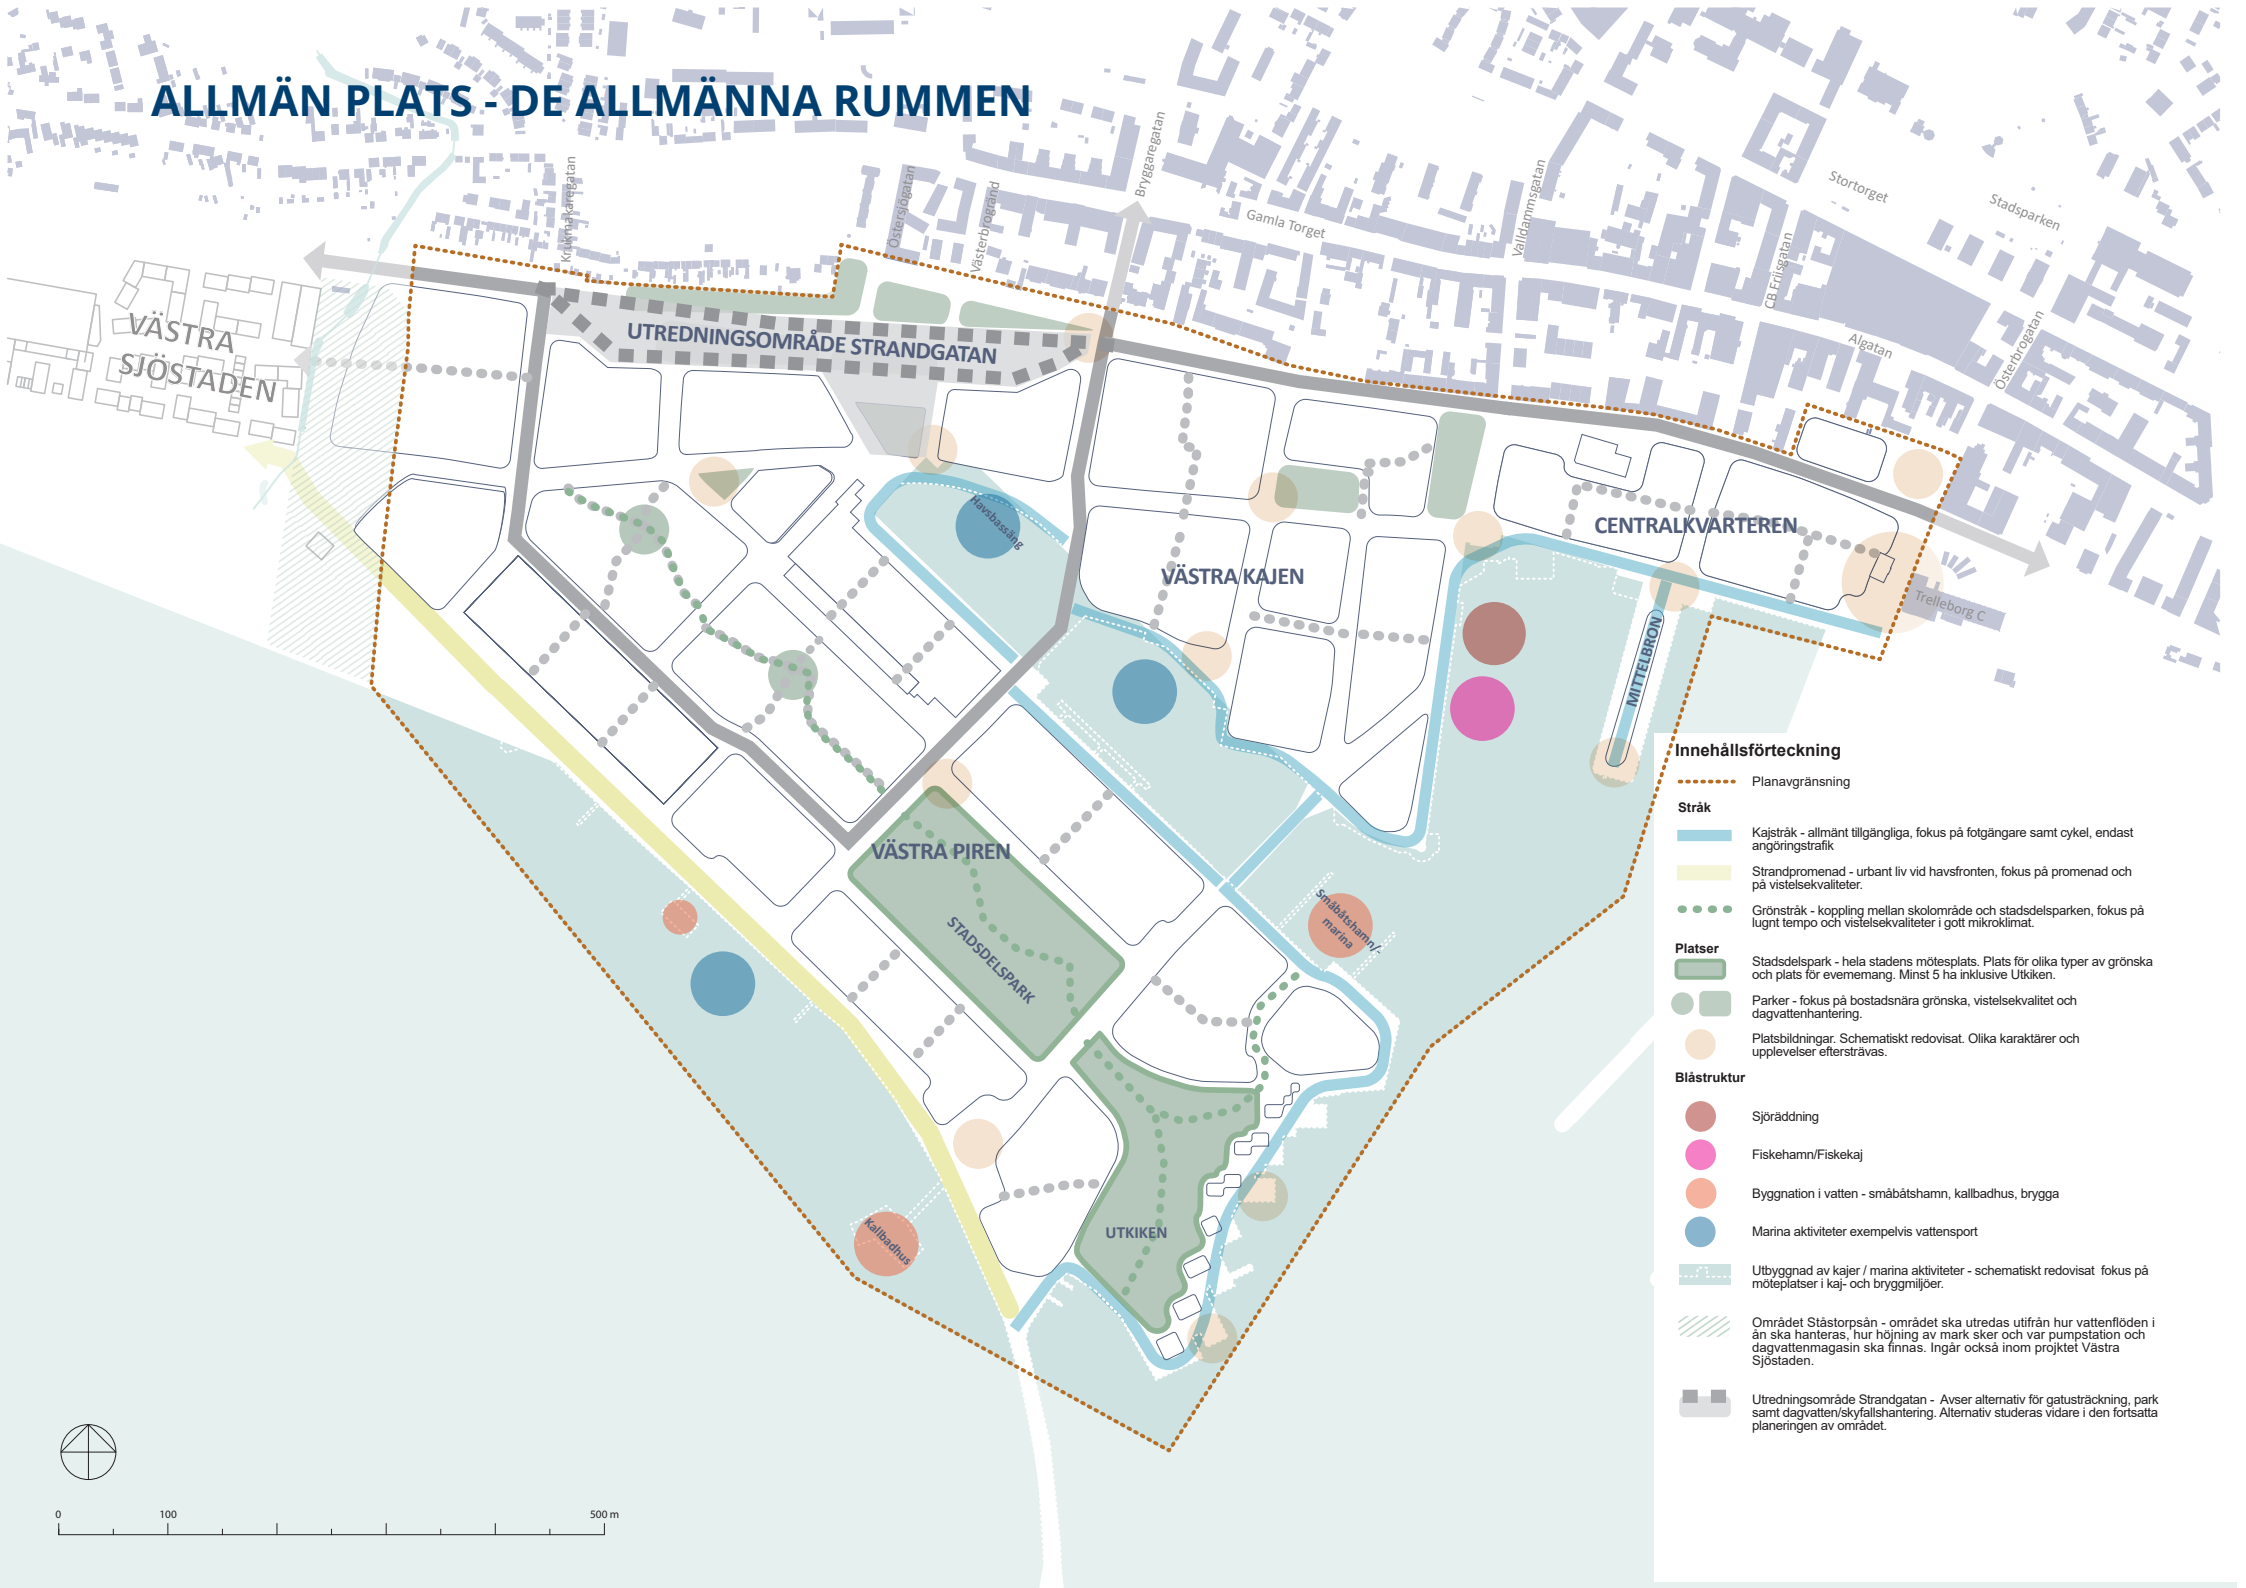 ALLMÄN PLATS - DE ALLMÄNNA RUMMEN
Krukmakaregatan
Östersjögatan
Västerbrogränd
Bryggaregatan
Gamla Torget
Valldammsgatan
Stortorget
Stadsparken
CB Friisgatan
Algatan
Österbrogatan
VÄSTRA
SJÖSTADEN
UTREDNINGSOMRÅDE STRANDGATAN
Havsbassäng
VÄSTRA KAJEN
CENTRALKVARTEREN
Trelleborg C
MITTELBRON
VÄSTRA PIREN
STADSDELSPARK
Småbåtshamn/-
marina
UTKIKEN
Kallbadhus
Innehållsförteckning
Planavgränsning
Stråk
Kajstråk - allmänt tillgängliga, fokus på fotgängare samt cykel, endast
angöringstrafik
Strandpromenad - urbant liv vid havsfronten, fokus på promenad och
på vistelsekvaliteter.
Grönstråk - koppling mellan skolområde och stadsdelsparken, fokus på
lugnt tempo och vistelsekvaliteter i gott mikroklimat.
Platser
Stadsdelspark - hela stadens mötesplats. Plats för olika typer av grönska
och plats för evememang. Minst 5 ha inklusive Utkiken.
Parker - fokus på bostadsnära grönska, vistelsekvalitet och
dagvattenhantering.
Platsbildningar. Schematiskt redovisat. Olika karaktärer och
upplevelser eftersträvas.
Blåstruktur
Sjöräddning
Fiskehamn/Fiskekaj
Byggnation i vatten - småbåtshamn, kallbadhus, brygga
Marina aktiviteter exempelvis vattensport
Utbyggnad av kajer / marina aktiviteter - schematiskt redovisat fokus på
möteplatser i kaj- och bryggmiljöer.
Området Ståstorpsån - området ska utredas utifrån hur vattenflöden i
ån ska hanteras, hur höjning av mark sker och var pumpstation och
dagvattenmagasin ska finnas. Ingår också inom projktet Västra
Sjöstaden.
Utredningsområde Strandgatan - Avser alternativ för gatusträckning, park
samt dagvatten/skyfallshantering. Alternativ studeras vidare i den fortsatta
planeringen av området.
0 100 500 m